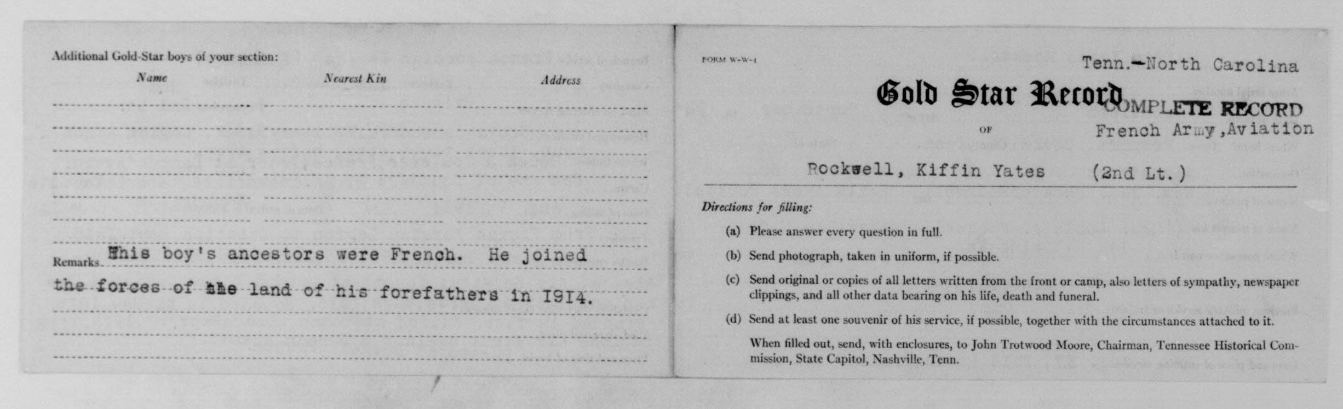 Additional Gold-Star boys of your section:
Name Nearest Kin Address
Remarks This boy's ancestors were French. He joined
the forces of the land of his forefathers in 1914.
FORM W-W-1
Tenn.-North Carolina
Gold Star Record
COMPLETE RECORD
OF
French Army,Aviation
Rockwell, Kiffin Yates (2nd Lt.)
Directions for filling:
(a) Please answer every question in full.
(b) Send photograph, taken in uniform, if possible.
(c) Send original or copies of all letters written from the front or camp, also letters of sympathy, newspaper
clippings, and all other data bearing on his life, death and funeral.
(d) Send at least one souvenir of his service, if possible, together with the circumstances attached to it.
When filled out, send, with enclosures, to John Trotwood Moore, Chairman, Tennessee Historical Com-
mission, State Capitol, Nashville, Tenn.